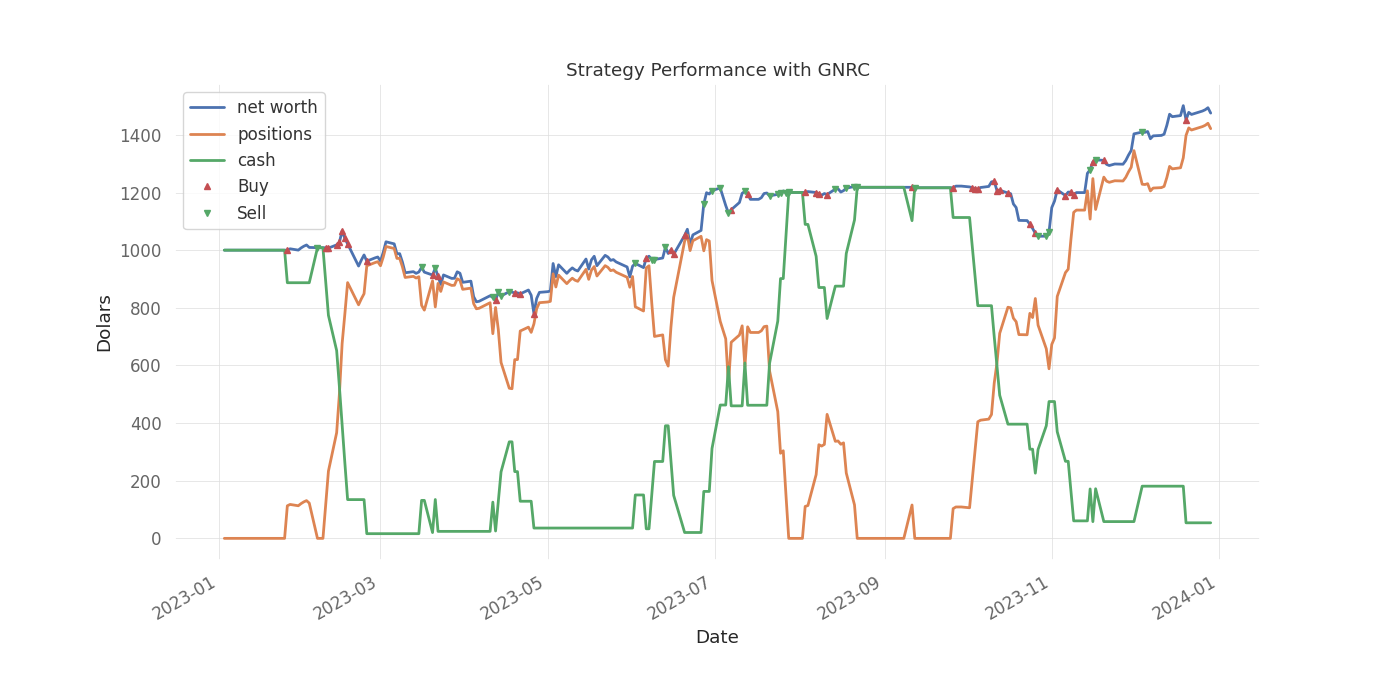 Strategy Performance with GNRC
net worth
positions
cash
Buy
Sell
Dolars
1400
1200
1000
800
600
400
200
0
2023-01
2023-03
2023-05
2023-07
2023-09
2023-11
2024-01
Date